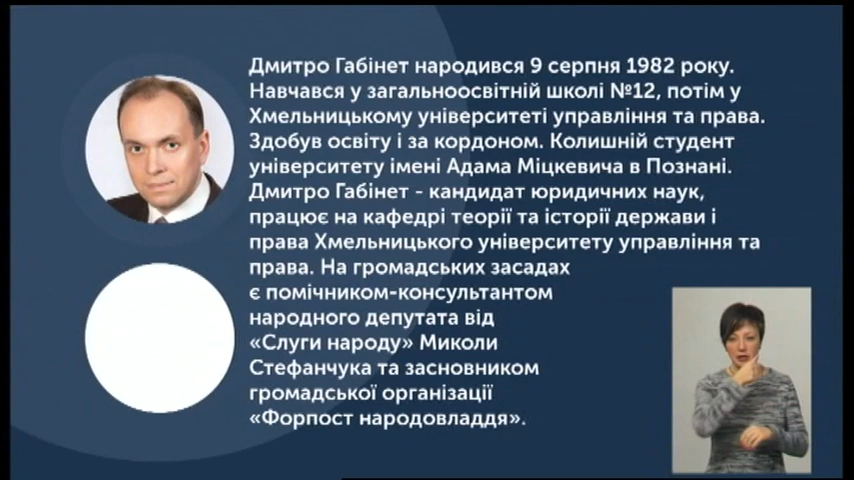 Дмитро Габінет народився 9 серпня 1982 року.
Навчався у загальноосвітній школі №12, потім у
Хмельницькому університеті управління та права.
Здобув освіту і за кордоном. Колишній студент
університету імені Адама Міцкевича в Познані.
Дмитро Габінет - кандидат юридичних наук,
працює на кафедрі теорії та історії держави і
права Хмельницького університету управління та
права. На громадських засадах
є помічником-консультантом
народного депутата від
«Слуги народу» Миколи
Стефанчука та засновником
громадської організації
«Форпост народовладдя».